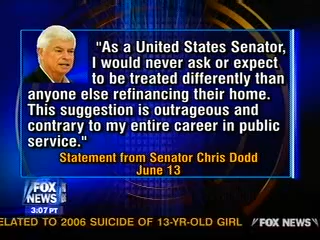 "As a United States Senator,
I would never ask or expect
to be treated differently than
anyone else refinancing their home.
This suggestion is outrageous and
contrary to my entire career in public
service."
Statement from Senator Chris Dodd
June 13
FOX
NEWS
3:07 PT
ELATED TO 2006 SUICIDE OF 13-YR-OLD GIRL
FOX NEWS